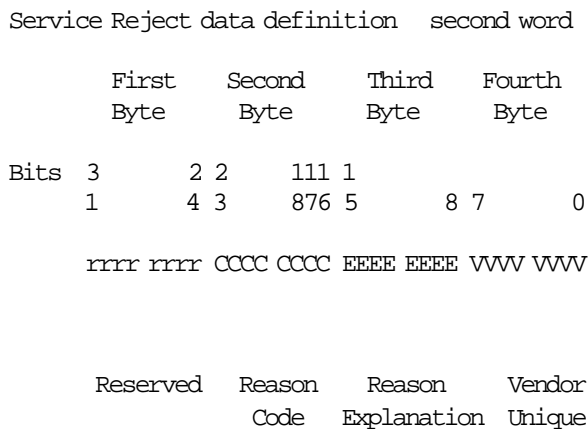 Service Reject data definition second word
First Second Third Fourth
Byte Byte Byte Byte
Bits 3 2 2 111 1
1 4 3 876 5 8 7 0
rrrr rrrr CCCC CCCC EEEE EEEE VVVV VVVV
Reserved Reason Reason Vendor
Code Explanation Unique